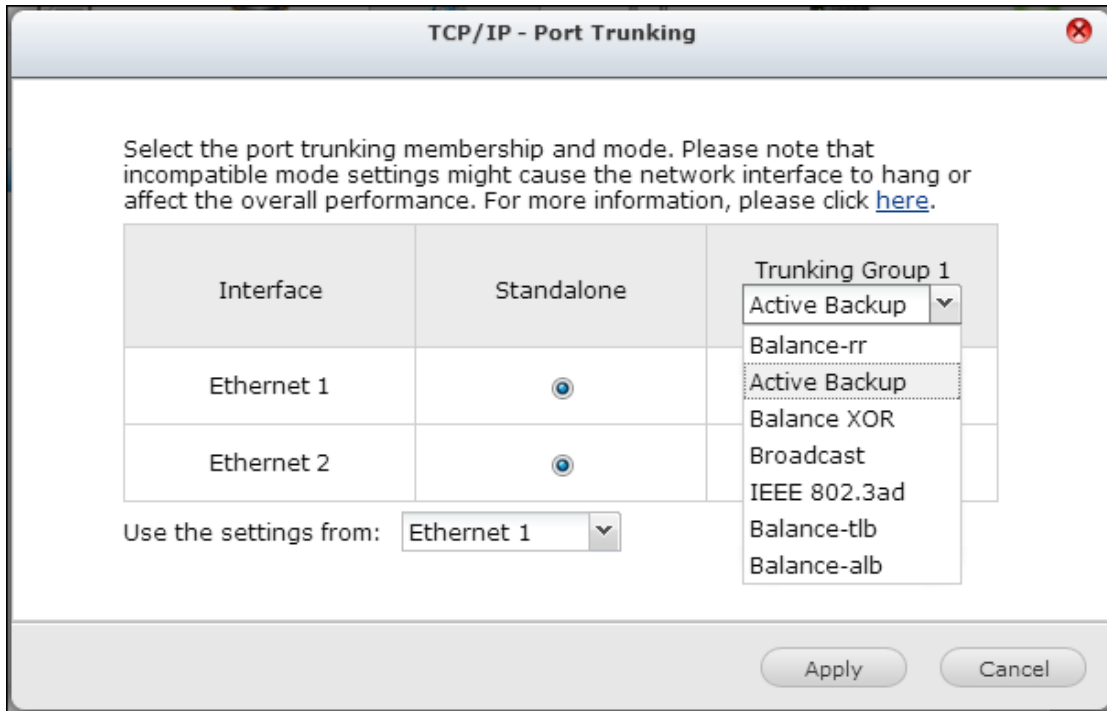 TCP/IP - Port Trunking
Select the port trunking membership and mode. Please note that
incompatible mode settings might cause the network interface to hang or
affect the overall performance. For more information, please click here.
Interface
Standalone
Trunking Group 1
Active Backup
Balance-rr
Active Backup
Balance XOR
Broadcast
IEEE 802.3ad
Balance-tlb
Balance-alb
Ethernet 1
Ethernet 2
Use the settings from: Ethernet 1
Apply
Cancel